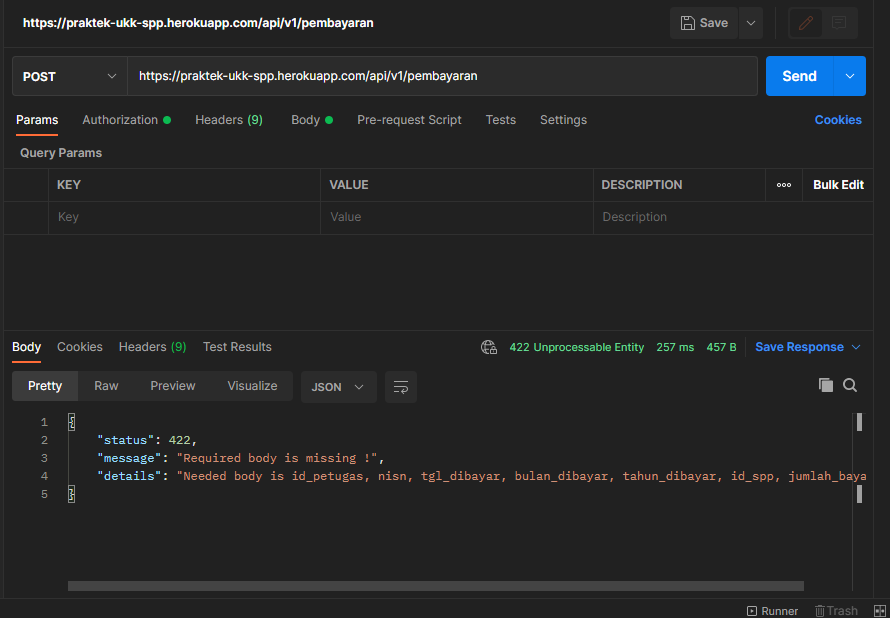 https://praktek-ukk-spp.herokuapp.com/api/v1/pembayaran Save
POST https://praktek-ukk-spp.herokuapp.com/api/v1/pembayaran Send
Params Authorization Headers (9) Body Pre-request Script Tests Settings Cookies
Query Params
KEY VALUE DESCRIPTION ooo Bulk Edit
Key Value Description
Body Cookies Headers (9) Test Results 422 Unprocessable Entity 257 ms 457 B Save Response
Pretty Raw Preview Visualize JSON
1 {
2 "status": 422,
3 "message": "Required body is missing !",
4 "details": "Needed body is id_petugas, nisn, tgl_dibayar, bulan_dibayar, tahun_dibayar, id_spp, jumlah_baya
5 }
Runner Trash